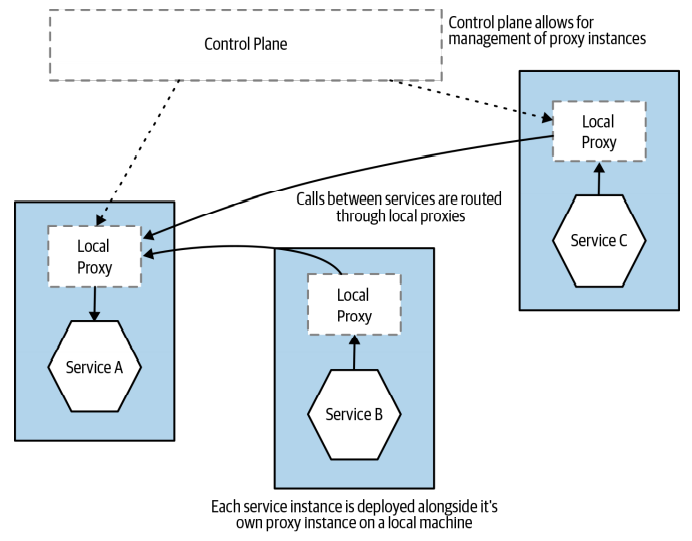 Control Plane
Control plane allows for
management of proxy instances
Local
Proxy
Calls between services are routed
through local proxies
Service C
Local
Proxy
Local
Proxy
Service A
Service B
Each service instance is deployed alongside it's
own proxy instance on a local machine